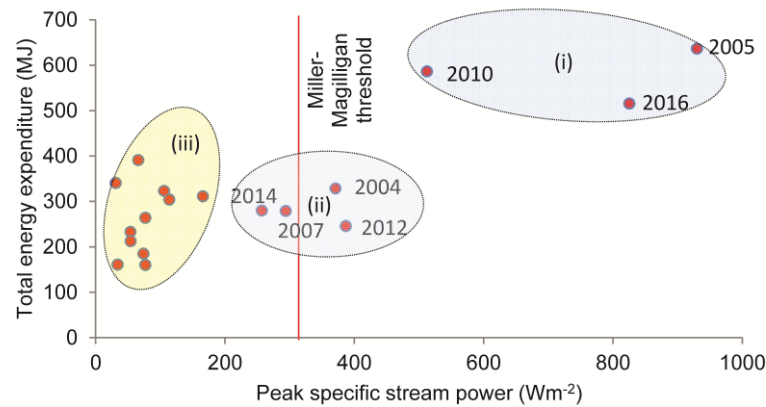 700
600
500
400
300
200
100
0
Total energy expenditure (MJ)
Miller-
Magilligan
threshold
(i)
2005
2010
2016
(iii)
2014
(ii)
2004
2007
2012
0 200 400 600 800 1000
Peak specific stream power (Wm-2)